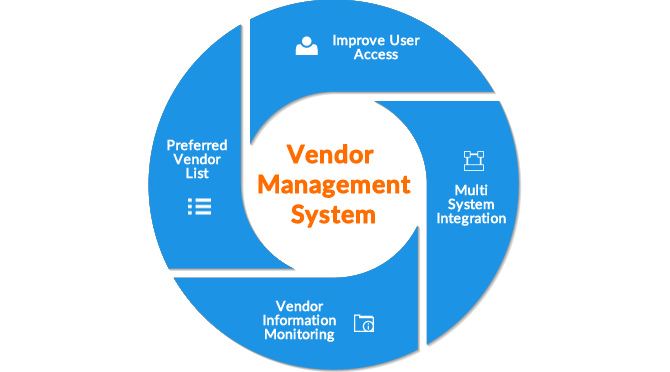 Improve User
Access
Preferred
Vendor
List
Vendor
Management
System
Multi
System
Integration
Vendor
Information
Monitoring